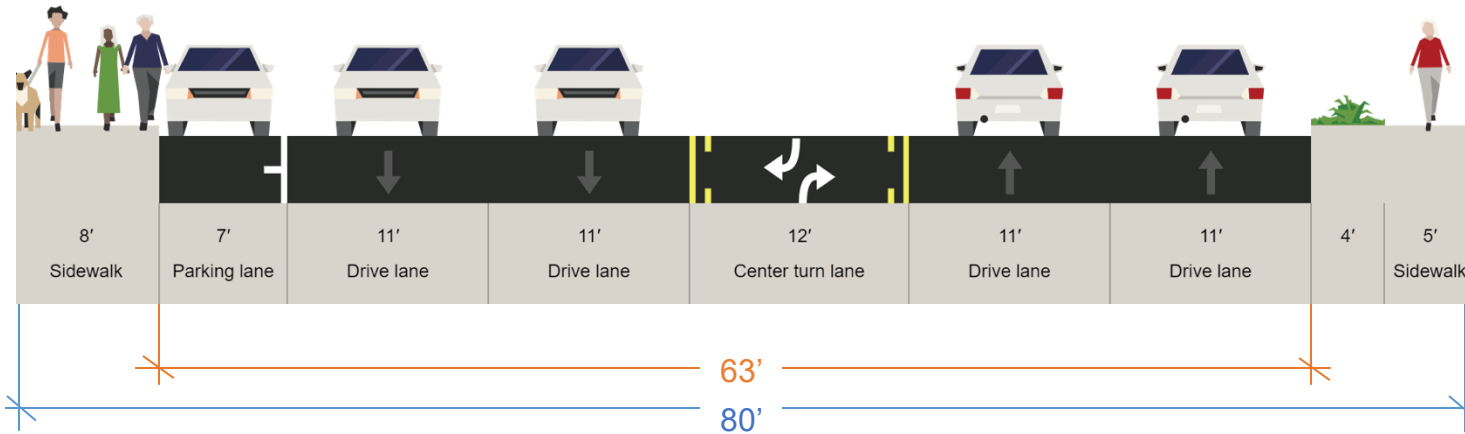 8′ 7′ 11′ 11′ 12′ 11′ 11′ 4′ 5′
Sidewalk Parking lane Drive lane Drive lane Center turn lane Drive lane Drive lane Sidewalk
63’
80’